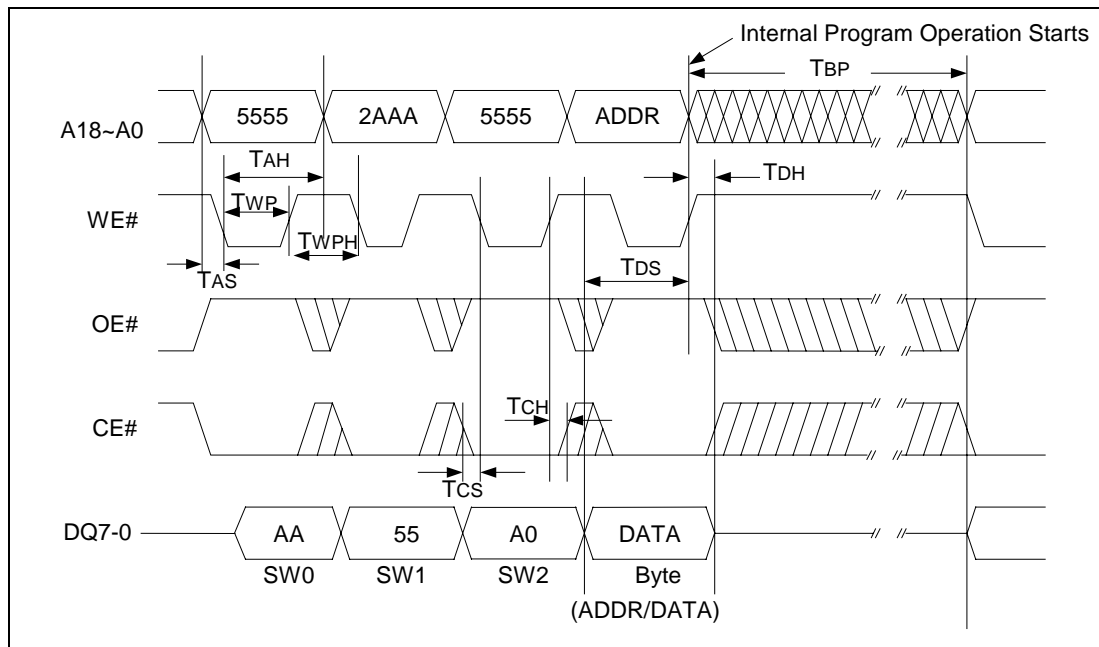 Internal Program Operation Starts
TBP
A18~A0
5555
2AAA
5555
ADDR
TAH
TDH
WE#
TWP
TWPH
TAS
TDS
OE#
CE#
TCH
TCS
DQ7-0
AA
55
A0
DATA
SW0
SW1
SW2
Byte
(ADDR/DATA)